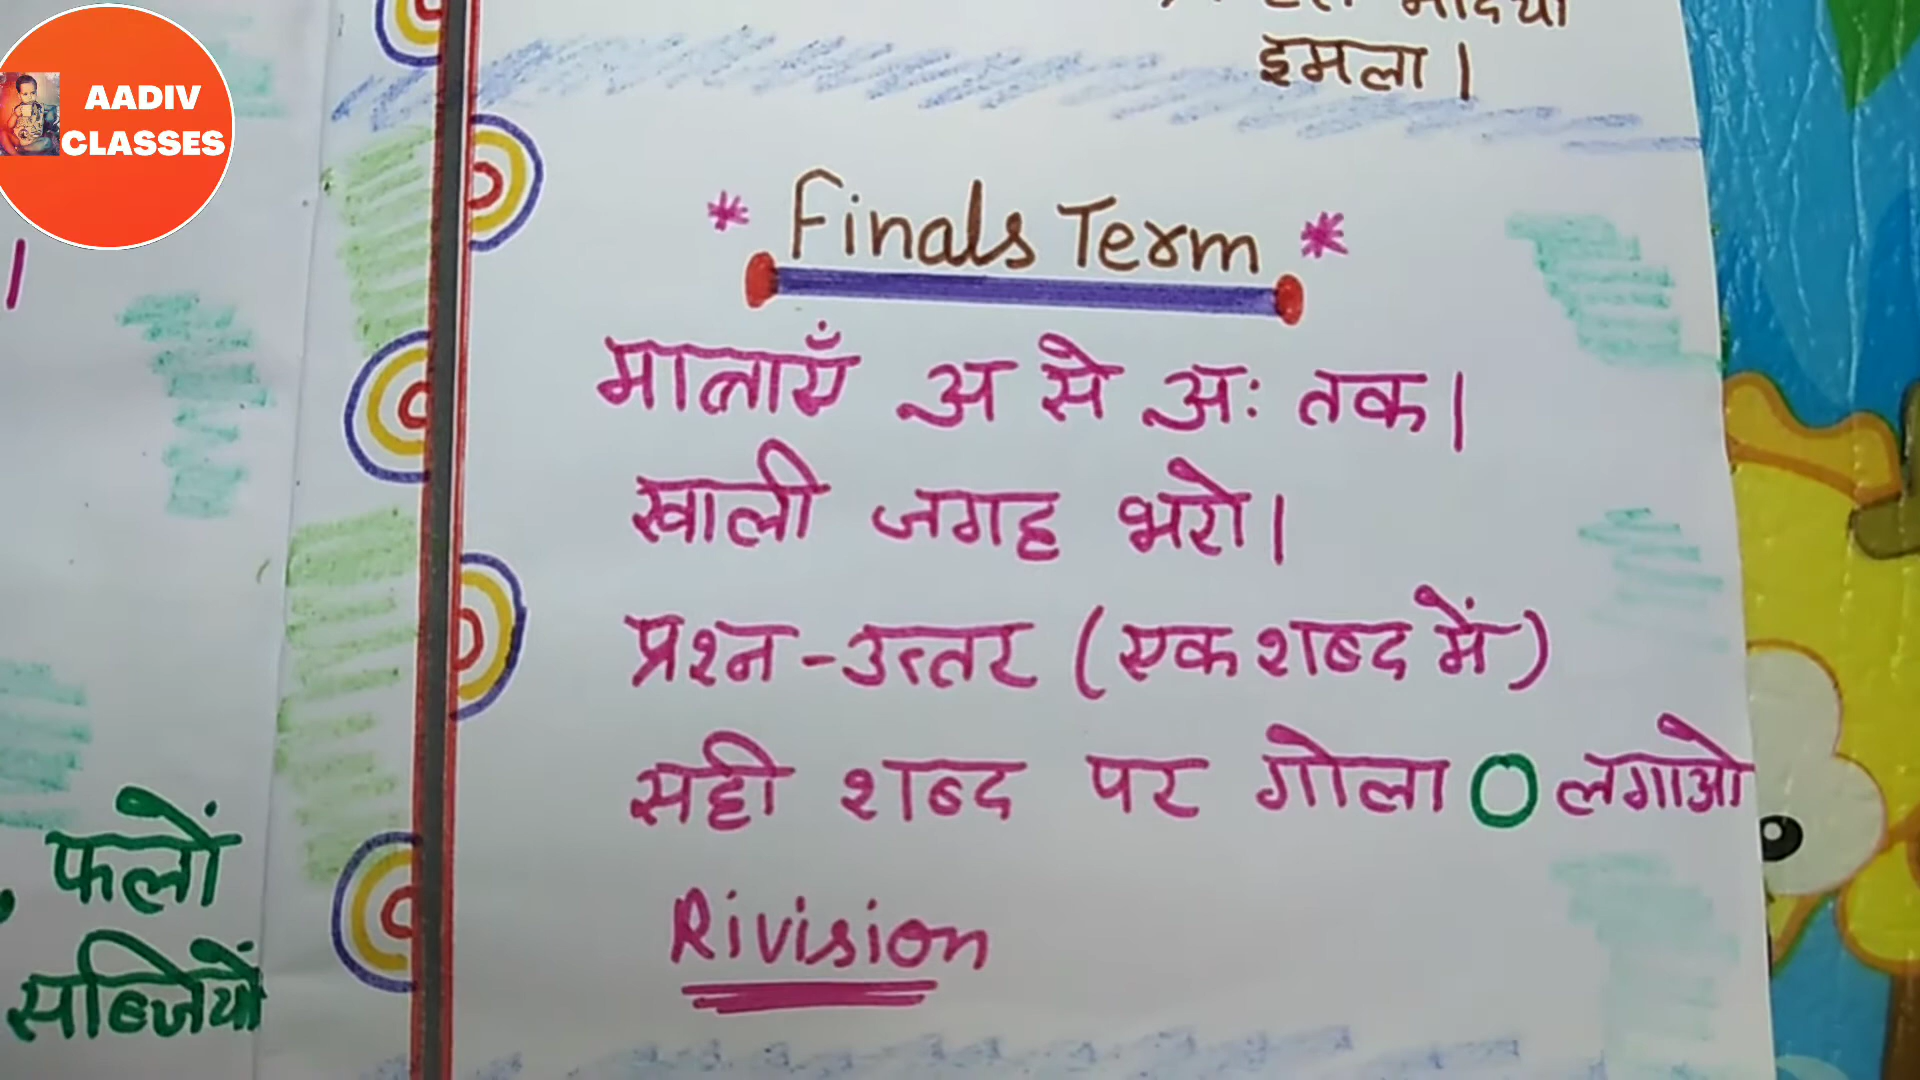 AADIV
CLASSES
इमला।
* Finals Term *
मात्राएँ अ से अः तक।
खाली जगह भरो।
प्रश्न-उत्तर (एक शब्द में)
सही शब्द पर गोला O लगाओ
Rivision
फलों
सब्जियों